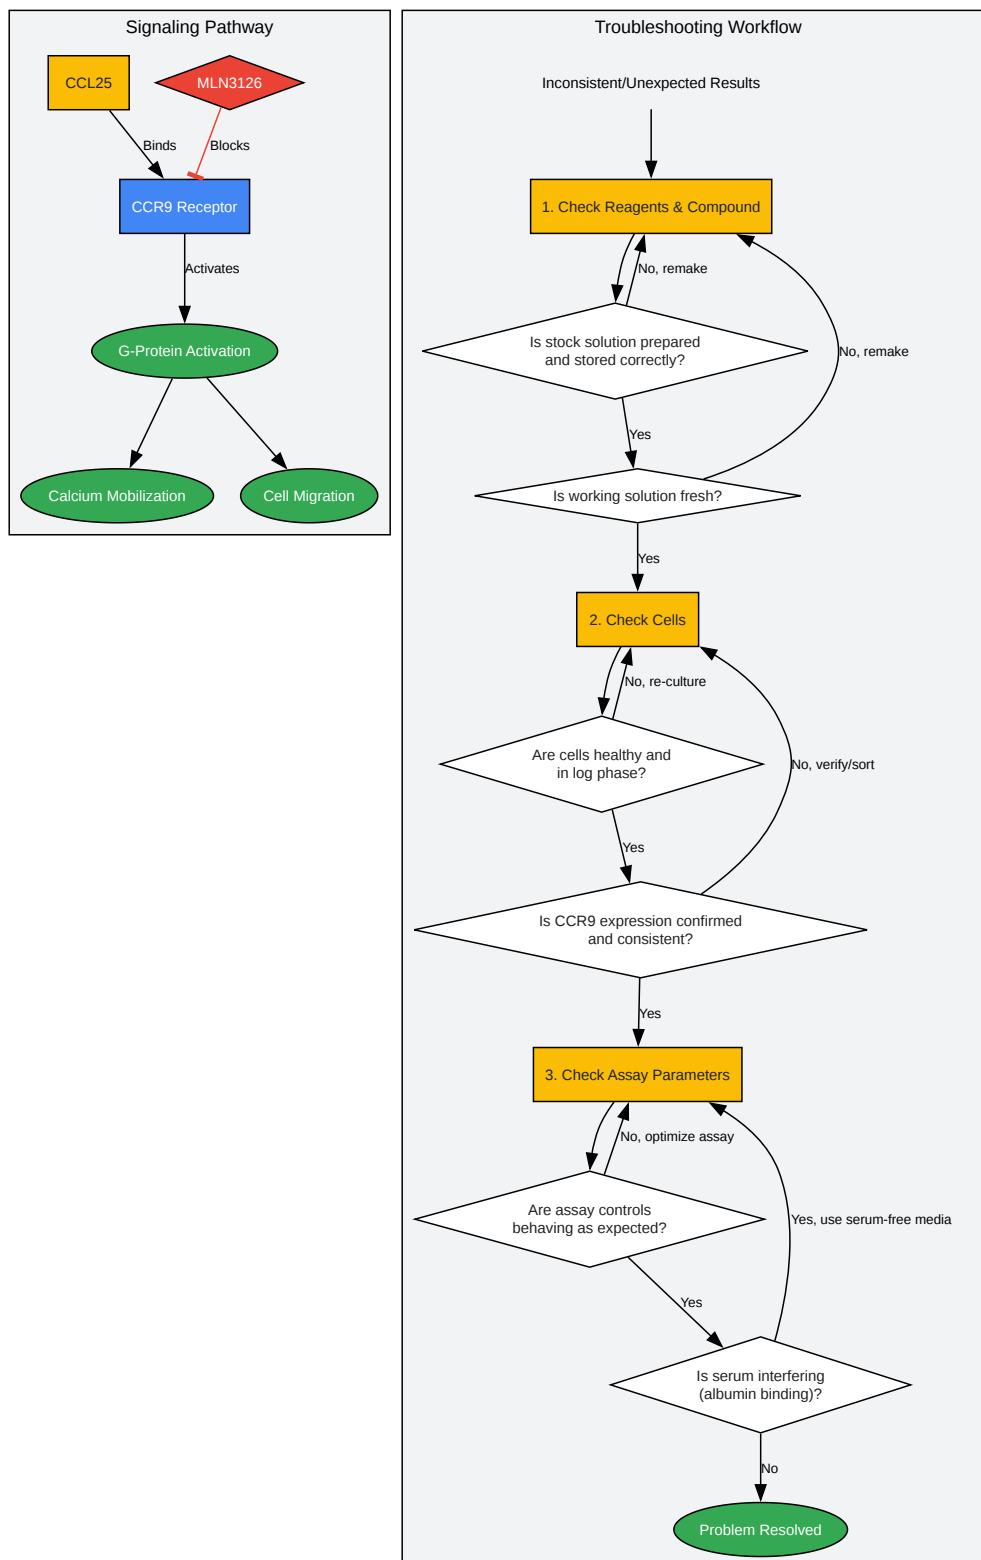 Signaling Pathway
CCL25
MLN3126
Binds
Blocks
CCR9 Receptor
Activates
G-Protein Activation
Calcium Mobilization
Cell Migration
Troubleshooting Workflow
Inconsistent/Unexpected Results
1. Check Reagents & Compound
No, remake
Is stock solution prepared
and stored correctly?
No, remake
Yes
Is working solution fresh?
Yes
2. Check Cells
No, re-culture
Are cells healthy and
in log phase?
No, verify/sort
Yes
Is CCR9 expression confirmed
and consistent?
Yes
3. Check Assay Parameters
No, optimize assay
Are assay controls
behaving as expected?
Yes, use serum-free media
Yes
Is serum interfering
(albumin binding)?
No
Problem Resolved